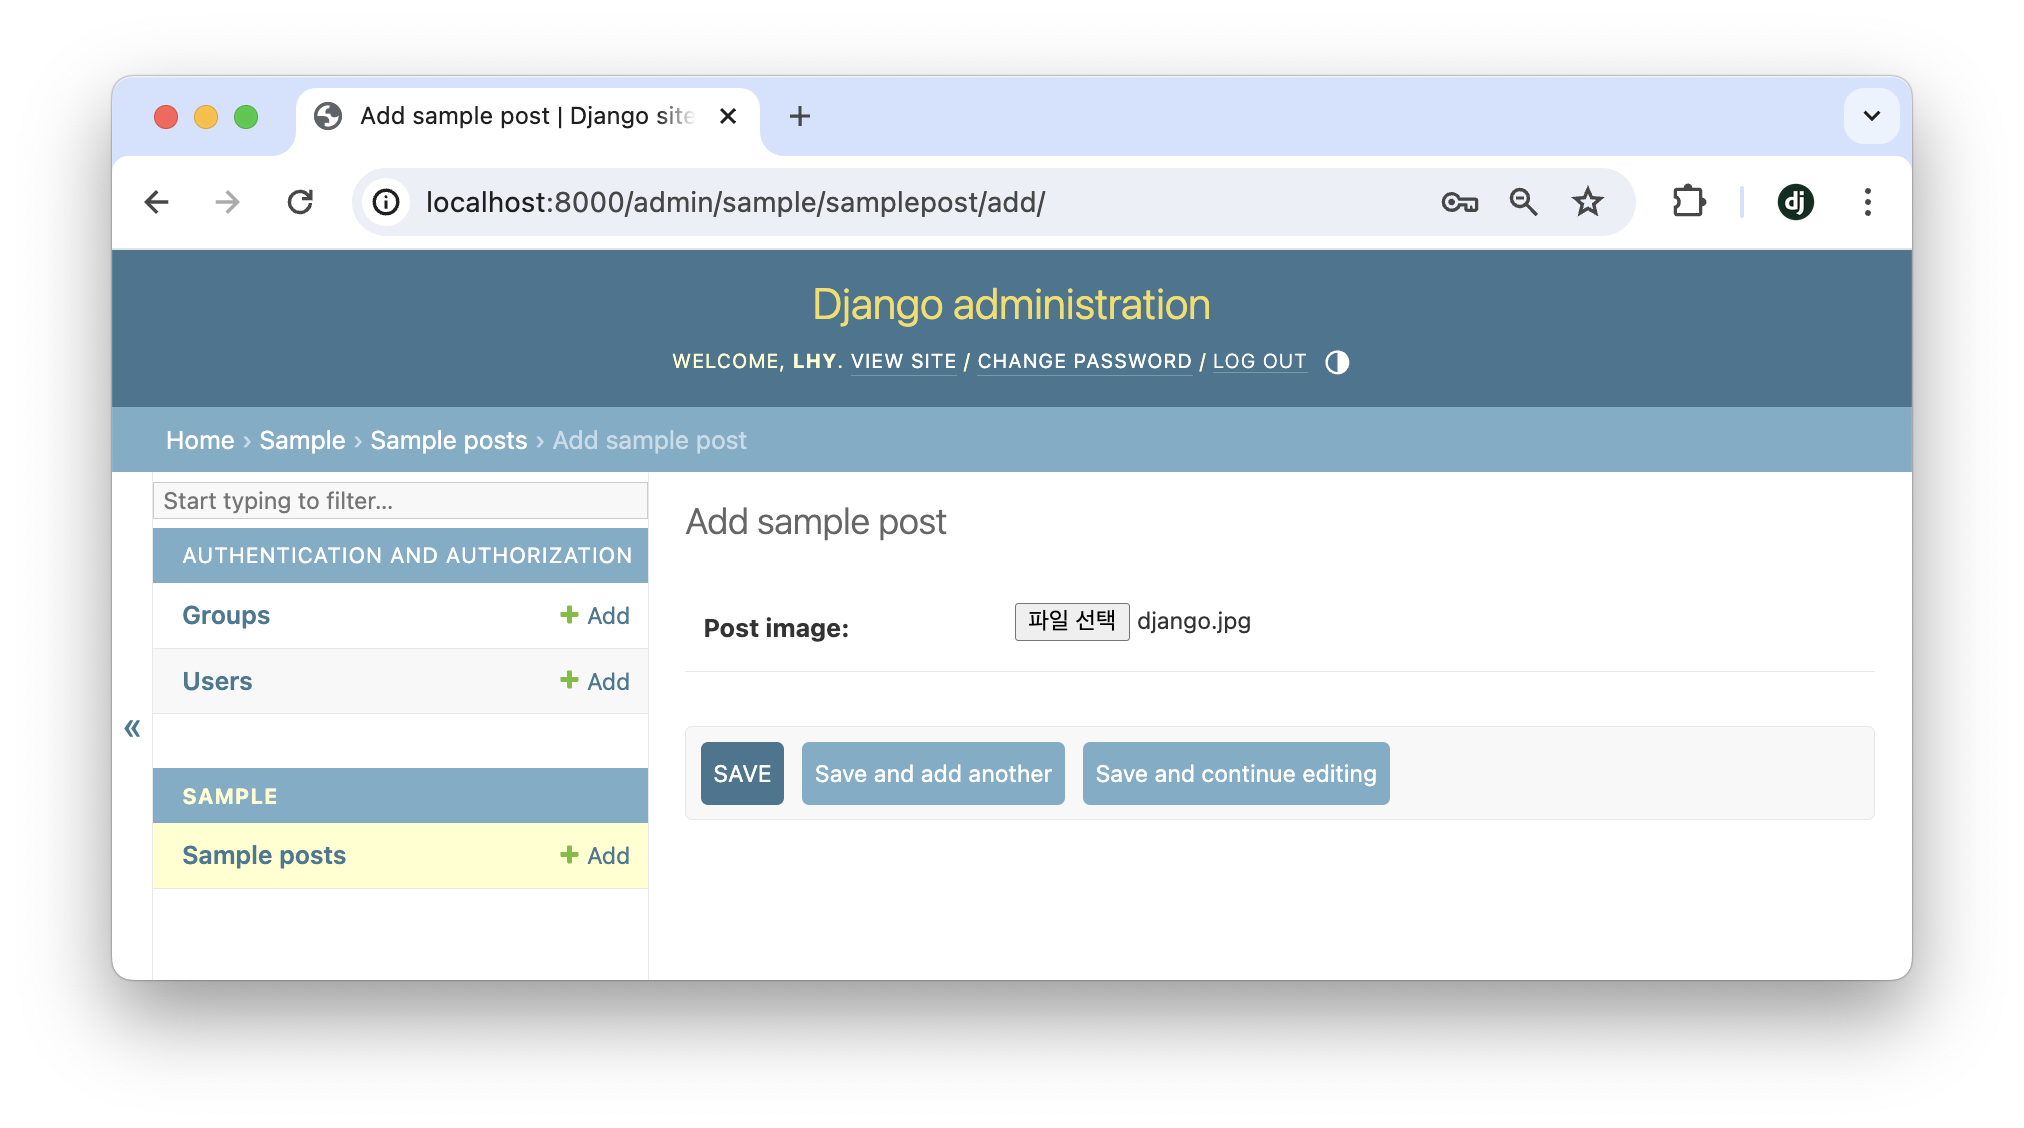 Add sample post | Django site
localhost:8000/admin/sample/samplepost/add/
dj
Django administration
WELCOME, LHY. VIEW SITE / CHANGE PASSWORD / LOG OUT
Home › Sample › Sample posts › Add sample post
Start typing to filter...
AUTHENTICATION AND AUTHORIZATION
Groups + Add
Users + Add
«
SAMPLE
Sample posts + Add
Add sample post
Post image: 파일 선택 django.jpg
SAVE Save and add another Save and continue editing